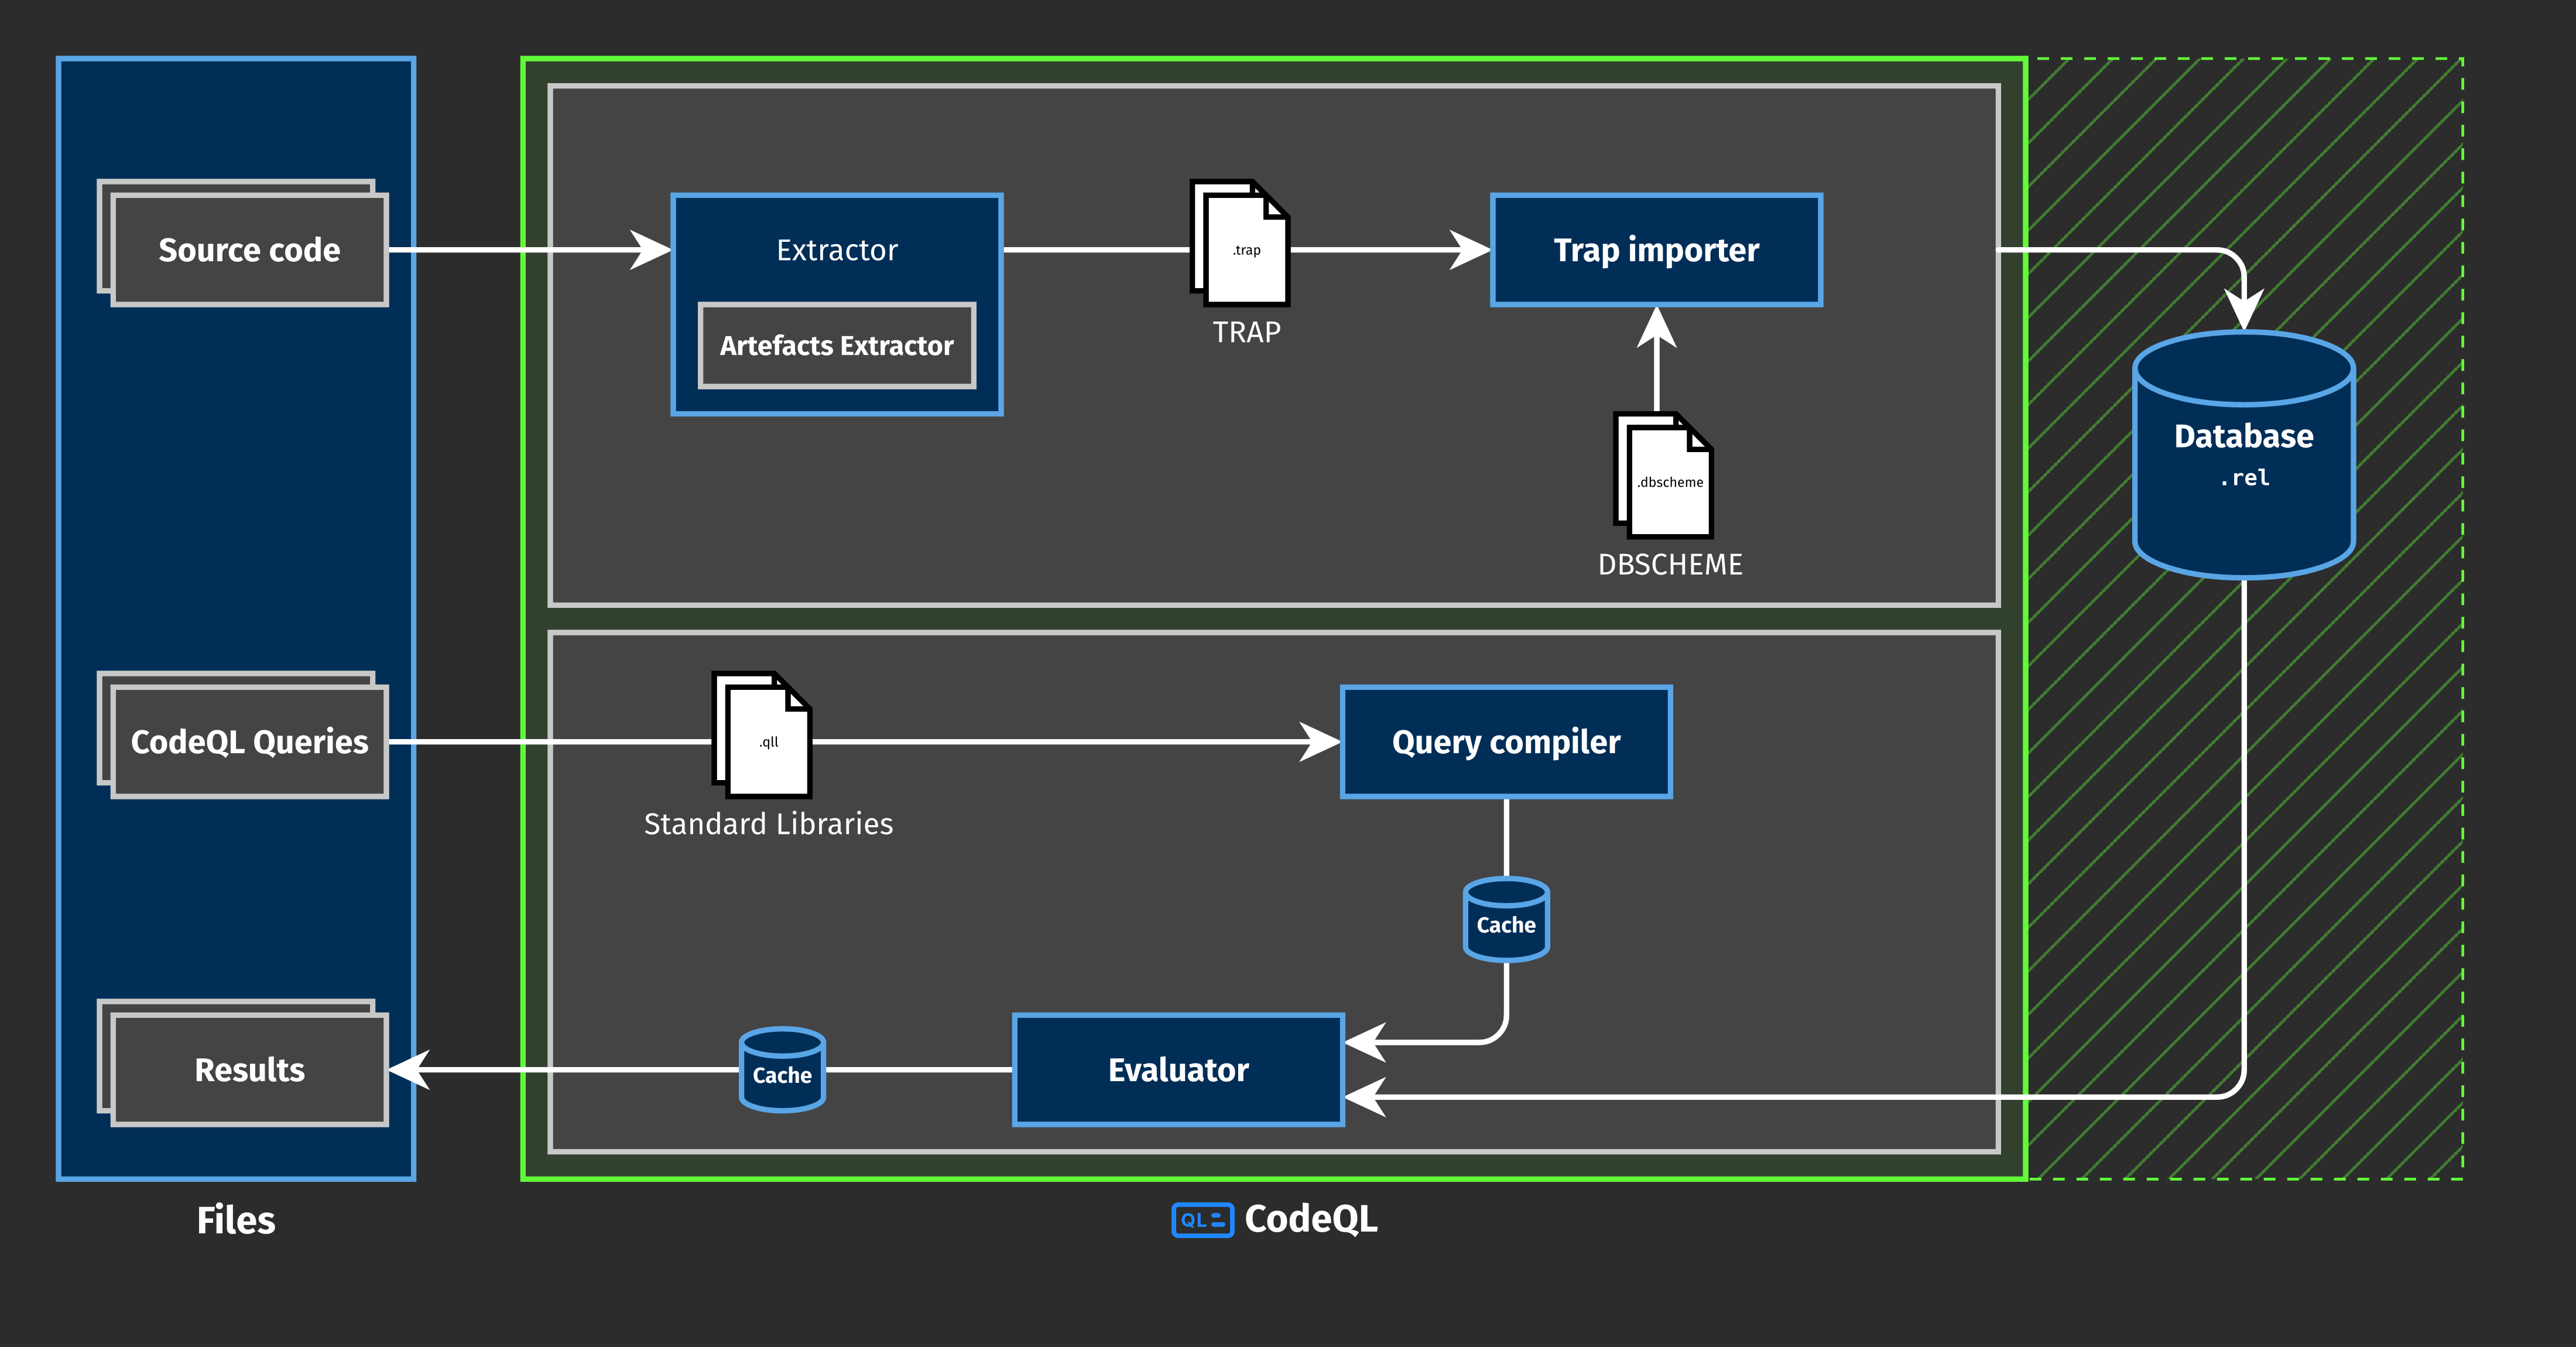 Source code
Extractor
Artefacts Extractor
.trap
TRAP
Trap importer
.dbscheme
DBSCHEME
Database
.rel
CodeQL Queries
.qll
Standard Libraries
Query compiler
Cache
Results
Cache
Evaluator
Files
QL
CodeQL